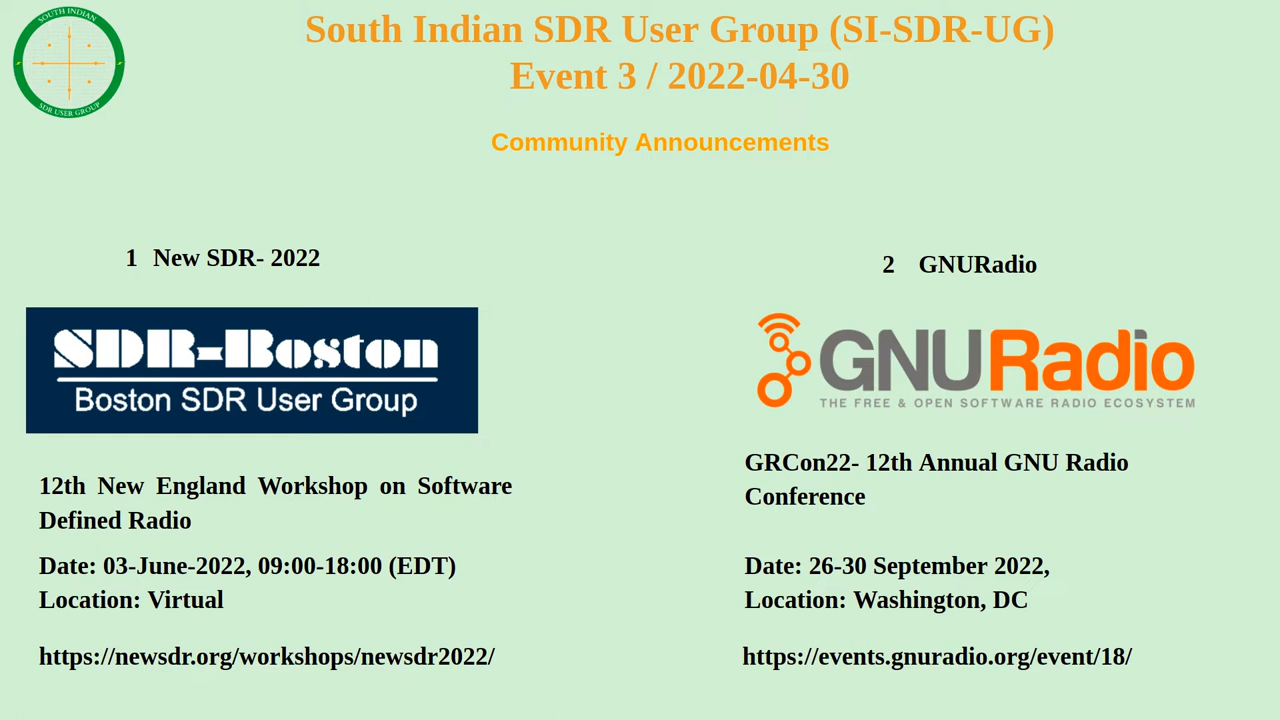 SOUTH INDIAN
SDR USER GROUP
South Indian SDR User Group (SI-SDR-UG)
Event 3 / 2022-04-30
Community Announcements
1 New SDR- 2022
SDR-Boston
Boston SDR User Group
12th New England Workshop on Software
Defined Radio
Date: 03-June-2022, 09:00-18:00 (EDT)
Location: Virtual
https://newsdr.org/workshops/newsdr2022/
2 GNURadio
GNURadio
THE FREE & OPEN SOFTWARE RADIO ECOSYSTEM
GRCon22- 12th Annual GNU Radio
Conference
Date: 26-30 September 2022,
Location: Washington, DC
https://events.gnuradio.org/event/18/